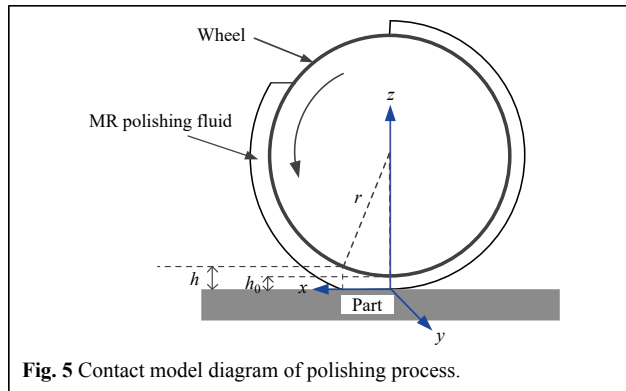 Wheel
MR polishing fluid
z
r
h
h₀
x
Part
y
Fig. 5 Contact model diagram of polishing process.